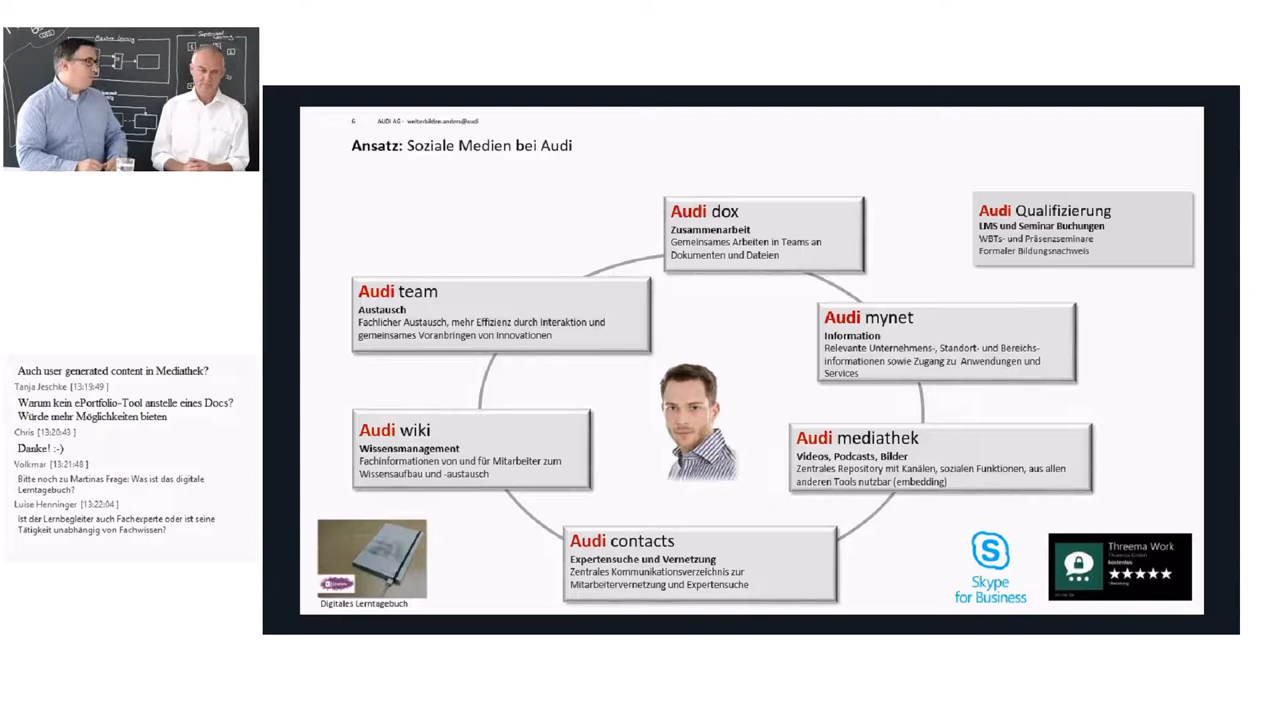 Auch user generated content in Mediathek?
Tanja Jeschke [13:19:49 ]
Warum kein ePortfolio-Tool anstelle eines Docs?
Würde mehr Möglichkeiten bieten
Chris [13:20:43 ]
Danke! :-)
Volkmar [13:21:48 ]
Bitte noch zu Martinas Frage: Was ist das digitale
Lerntagebuch?
Luise Henninger [13:22:04 ]
Ist der Lernbegleiter auch Fachexperte oder ist seine
Tätigkeit unabhängig von Fachwissen?
6 AUDI AG - weiterbilden.anders@audi
Ansatz: Soziale Medien bei Audi
Audi dox
Zusammenarbeit
Gemeinsames Arbeiten in Teams an
Dokumenten und Dateien
Audi Qualifizierung
LMS und Seminar Buchungen
WBTs- und Präsenzseminare
Formaler Bildungsnachweis
Audi team
Austausch
Fachlicher Austausch, mehr Effizienz durch Interaktion und
gemeinsames Voranbringen von Innovationen
Audi mynet
Information
Relevante Unternehmens-, Standort- und Bereichs-
informationen sowie Zugang zu Anwendungen und
Services
Audi wiki
Wissensmanagement
Fachinformationen von und für Mitarbeiter zum
Wissensaufbau und -austausch
Audi mediathek
Videos, Podcasts, Bilder
Zentrales Repository mit Kanälen, sozialen Funktionen, aus allen
anderen Tools nutzbar (embedding)
Audi contacts
Expertensuche und Vernetzung
Zentrales Kommunikationsverzeichnis zur
Mitarbeitervernetzung und Expertensuche
Digitales Lerntagebuch
Skype
for Business
Threema Work
Threema GmbH
kostenlos